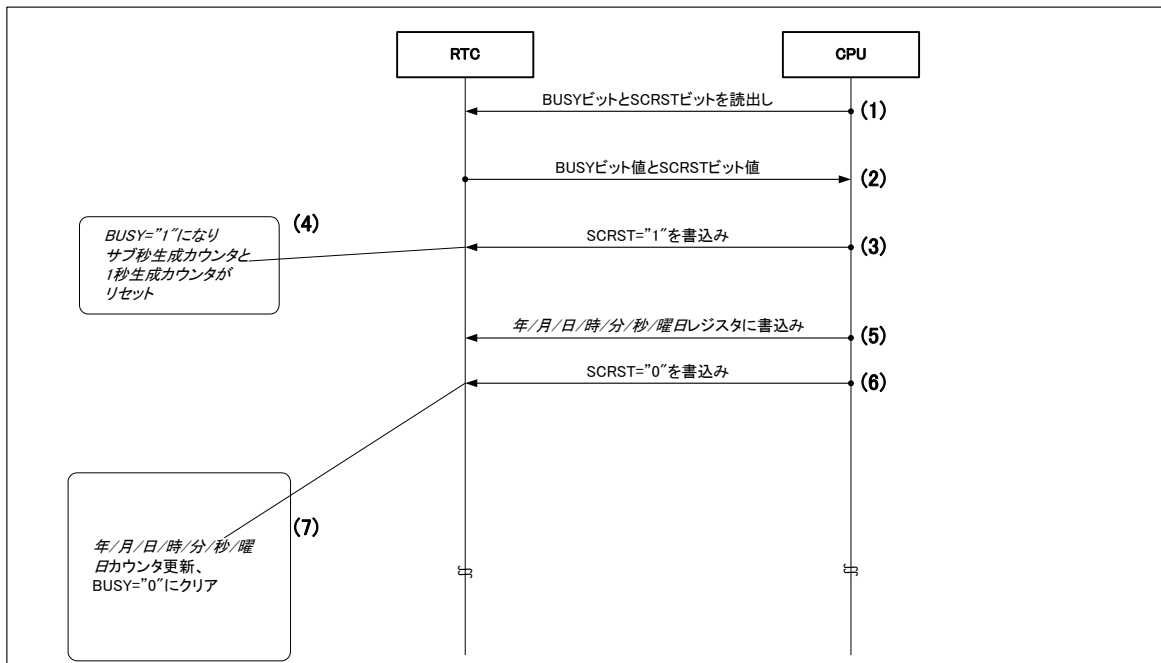 RTC
CPU
BUSYビットとSCRSTビットを読出し
(1)
BUSYビット値とSCRSTビット値
(2)
(4)
BUSY="1"になり
サブ秒生成カウンタと
1秒生成カウンタが
リセット
SCRST="1"を書込み
(3)
年/月/日/時/分/秒/曜日レジスタに書込み
(5)
SCRST="0"を書込み
(6)
(7)
年/月/日/時/分/秒/曜
日カウンタ更新、
BUSY="0"にクリア